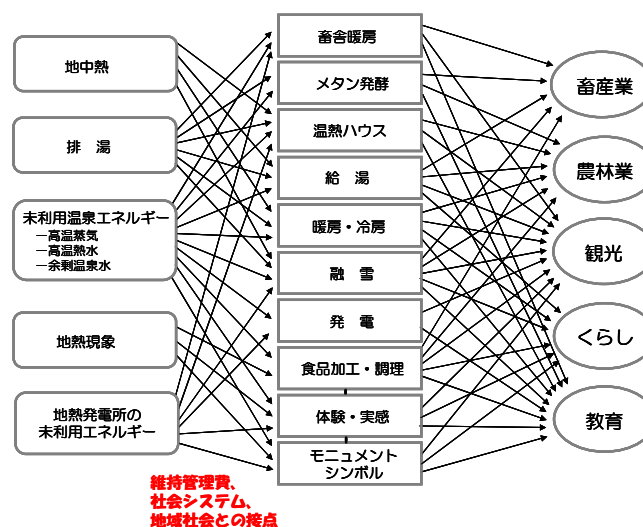 地中熱
排　湯
未利用温泉エネルギー
―高温蒸気
―高温熱水
―余剰温泉水
地熱現象
地熱発電所の
未利用エネルギー
畜舎暖房
メタン発酵
温熱ハウス
給　湯
暖房・冷房
融　雪
発　電
食品加工・調理
体験・実感
モニュメント
シンボル
畜産業
農林業
観光
くらし
教育
維持管理費、
社会システム、
地域社会との接点